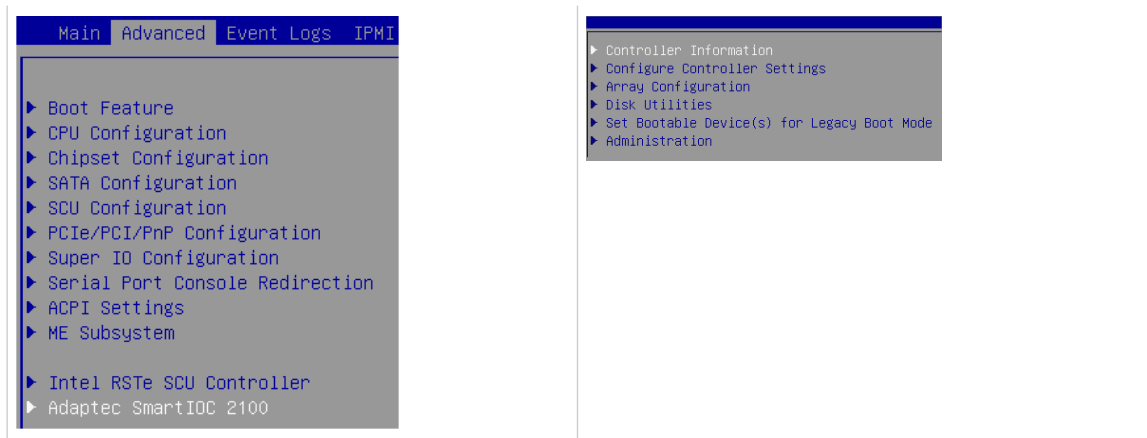 Main Advanced Event Logs IPMI
Boot Feature
CPU Configuration
Chipset Configuration
SATA Configuration
SCU Configuration
PCIe/PCI/PnP Configuration
Super IO Configuration
Serial Port Console Redirection
ACPI Settings
ME Subsystem
Intel RSTe SCU Controller
Adaptec SmartIOC 2100
Controller Information
Configure Controller Settings
Array Configuration
Disk Utilities
Set Bootable Device(s) for Legacy Boot Mode
Administration